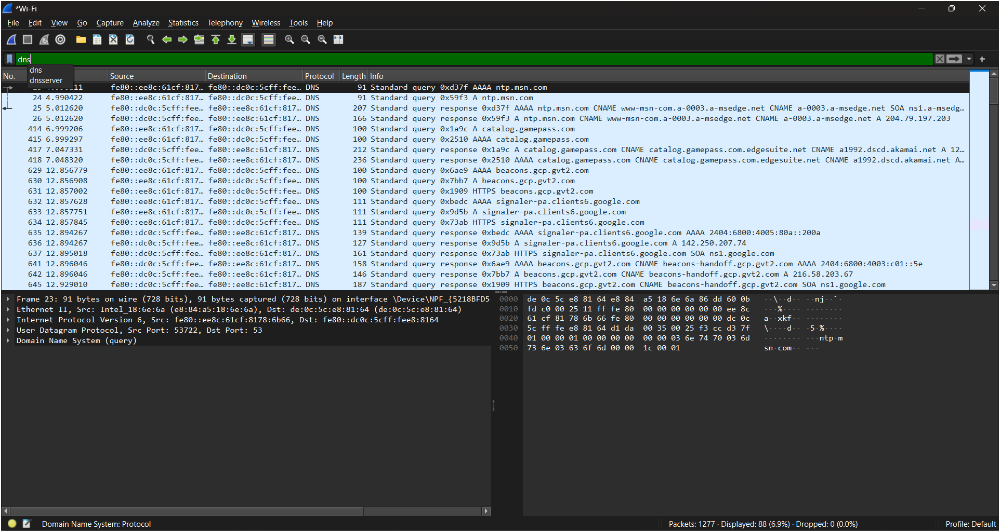 *Wi-Fi
File Edit View Go Capture Analyze Statistics Telephony Wireless Tools Help
dns
dns
dnsserver
No. Source Destination Protocol Length Info
11 fe80::ee8c:61cf:817… fe80::dc0c:5cff:fee… DNS 91 Standard query 0xd37f AAAA ntp.msn.com
24 4.990422 fe80::ee8c:61cf:817… fe80::dc0c:5cff:fee… DNS 91 Standard query 0x59f3 A ntp.msn.com
25 5.012620 fe80::dc0c:5cff:fee… fe80::ee8c:61cf:817… DNS 207 Standard query response 0xd37f AAAA ntp.msn.com CNAME www-msn-com.a-0003.a-msedge.net CNAME a-0003.a-msedge.net SOA ns1.a-msedg…
26 5.012620 fe80::dc0c:5cff:fee… fe80::ee8c:61cf:817… DNS 166 Standard query response 0x59f3 A ntp.msn.com CNAME www-msn-com.a-0003.a-msedge.net CNAME a-0003.a-msedge.net A 204.79.197.203
414 6.999206 fe80::ee8c:61cf:817… fe80::dc0c:5cff:fee… DNS 100 Standard query 0x1a9c A catalog.gamepass.com
415 6.999297 fe80::ee8c:61cf:817… fe80::dc0c:5cff:fee… DNS 100 Standard query 0x2510 AAAA catalog.gamepass.com
417 7.047331 fe80::dc0c:5cff:fee… fe80::ee8c:61cf:817… DNS 212 Standard query response 0x1a9c A catalog.gamepass.com CNAME catalog.gamepass.com.edgesuite.net CNAME a1992.dscd.akamai.net A 12…
418 7.048320 fe80::dc0c:5cff:fee… fe80::ee8c:61cf:817… DNS 236 Standard query response 0x2510 AAAA catalog.gamepass.com CNAME catalog.gamepass.com.edgesuite.net CNAME a1992.dscd.akamai.net A…
629 12.856779 fe80::ee8c:61cf:817… fe80::dc0c:5cff:fee… DNS 100 Standard query 0x6ae9 AAAA beacons.gcp.gvt2.com
630 12.856908 fe80::ee8c:61cf:817… fe80::dc0c:5cff:fee… DNS 100 Standard query 0x7bb7 A beacons.gcp.gvt2.com
631 12.857002 fe80::ee8c:61cf:817… fe80::dc0c:5cff:fee… DNS 100 Standard query 0x1909 HTTPS beacons.gcp.gvt2.com
632 12.857628 fe80::ee8c:61cf:817… fe80::dc0c:5cff:fee… DNS 111 Standard query 0xbedc AAAA signaler-pa.clients6.google.com
633 12.857751 fe80::ee8c:61cf:817… fe80::dc0c:5cff:fee… DNS 111 Standard query 0x9d5b A signaler-pa.clients6.google.com
634 12.857845 fe80::ee8c:61cf:817… fe80::dc0c:5cff:fee… DNS 111 Standard query 0x73ab HTTPS signaler-pa.clients6.google.com
635 12.894267 fe80::dc0c:5cff:fee… fe80::ee8c:61cf:817… DNS 139 Standard query response 0xbedc AAAA signaler-pa.clients6.google.com AAAA 2404:6800:4005:80a::200a
636 12.894267 fe80::dc0c:5cff:fee… fe80::ee8c:61cf:817… DNS 127 Standard query response 0x9d5b A signaler-pa.clients6.google.com A 142.250.207.74
637 12.895018 fe80::dc0c:5cff:fee… fe80::ee8c:61cf:817… DNS 161 Standard query response 0x73ab HTTPS signaler-pa.clients6.google.com SOA ns1.google.com
641 12.896046 fe80::dc0c:5cff:fee… fe80::ee8c:61cf:817… DNS 158 Standard query response 0x6ae9 AAAA beacons.gcp.gvt2.com CNAME beacons-handoff.gcp.gvt2.com AAAA 2404:6800:4003:c01::5e
642 12.896046 fe80::dc0c:5cff:fee… fe80::ee8c:61cf:817… DNS 146 Standard query response 0x7bb7 A beacons.gcp.gvt2.com CNAME beacons-handoff.gcp.gvt2.com A 216.58.203.67
645 12.929010 fe80::dc0c:5cff:fee… fe80::ee8c:61cf:817… DNS 187 Standard query response 0x1909 HTTPS beacons.gcp.gvt2.com CNAME beacons-handoff.gcp.gvt2.com SOA ns1.google.com
Frame 23: 91 bytes on wire (728 bits), 91 bytes captured (728 bits) on interface \Device\NPF_{5218BFD5-
Ethernet II, Src: Intel_18:6e:6a (e8:84:a5:18:6e:6a), Dst: de:0c:5c:e8:81:64 (de:0c:5c:e8:81:64)
Internet Protocol Version 6, Src: fe80::ee8c:61cf:8178:6b66, Dst: fe80::dc0c:5cff:fee8:8164
User Datagram Protocol, Src Port: 53722, Dst Port: 53
Domain Name System (query)
0000 de 0c 5c e8 81 64 e8 84 a5 18 6e 6a 86 dd 60 0b ··\··d·· ··nj··`·
0010 fd c0 00 25 11 ff fe 80 00 00 00 00 00 00 ee 8c ···%···· ········
0020 61 cf 81 78 6b 66 fe 80 00 00 00 00 00 00 dc 0c a··xkf·· ········
0030 5c ff fe e8 81 64 d1 da 00 35 00 25 f3 cc d3 7f \····d·· ·5·%····
0040 01 00 00 01 00 00 00 00 00 00 03 6e 74 70 03 6d ········ ···ntp·m
0050 73 6e 03 63 6f 6d 00 00 1c 00 01 sn·com·· ···
Domain Name System: Protocol
Packets: 1277 · Displayed: 88 (6.9%) · Dropped: 0 (0.0%)
Profile: Default